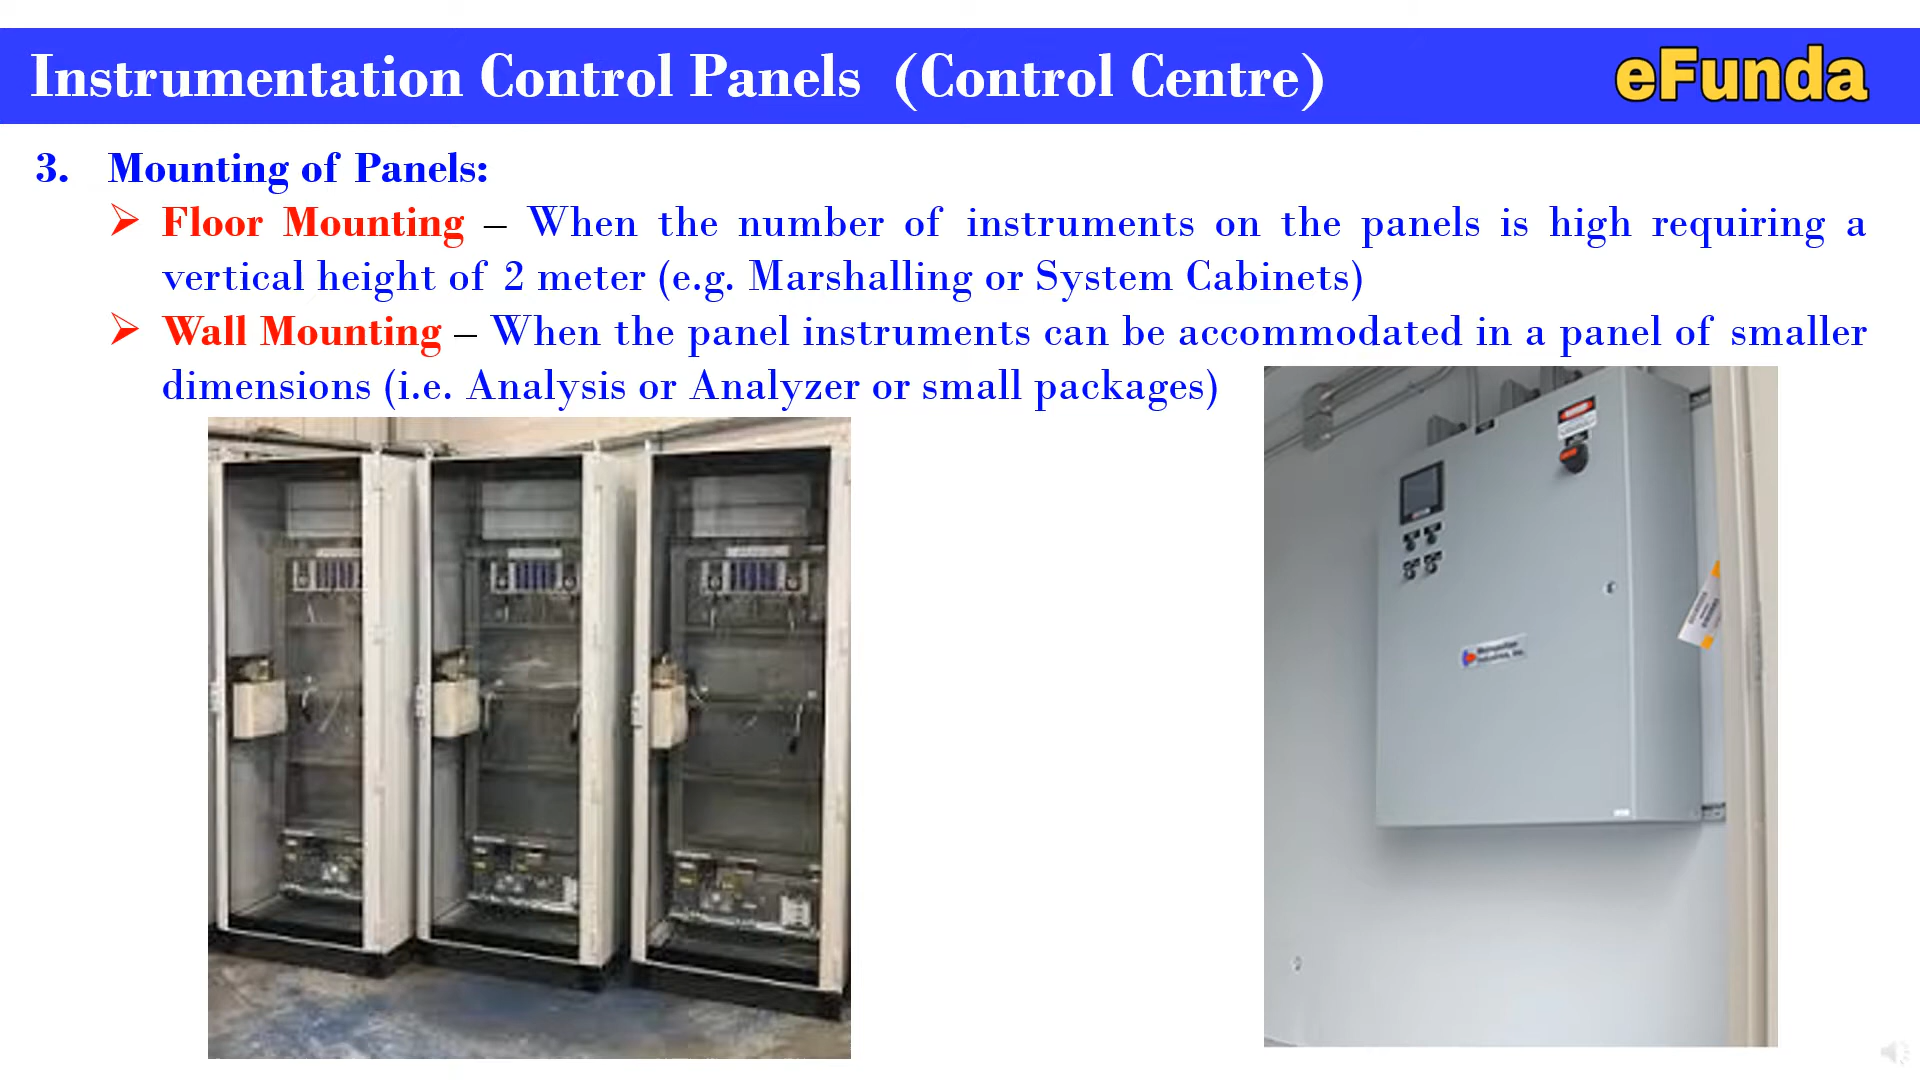 Instrumentation Control Panels (Control Centre)
eFunda
3. Mounting of Panels:
➢ Floor Mounting – When the number of instruments on the panels is high requiring a
vertical height of 2 meter (e.g. Marshalling or System Cabinets)
➢ Wall Mounting – When the panel instruments can be accommodated in a panel of smaller
dimensions (i.e. Analysis or Analyzer or small packages)